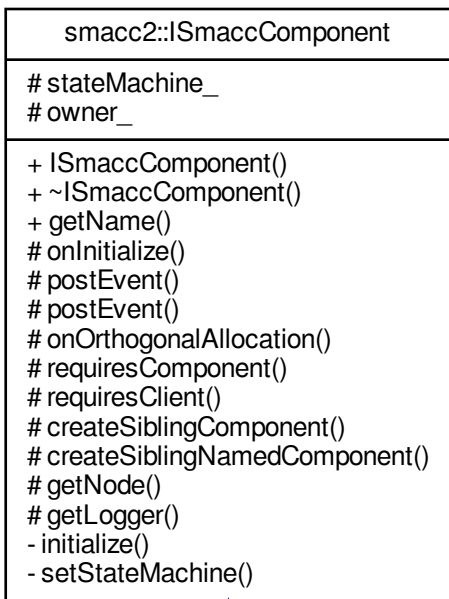 smacc2::ISmaccComponent
# stateMachine_
# owner_
+ ISmaccComponent()
+ ~ISmaccComponent()
+ getName()
# onInitialize()
# postEvent()
# postEvent()
# onOrthogonalAllocation()
# requiresComponent()
# requiresClient()
# createSiblingComponent()
# createSiblingNamedComponent()
# getNode()
# getLogger()
- initialize()
- setStateMachine()